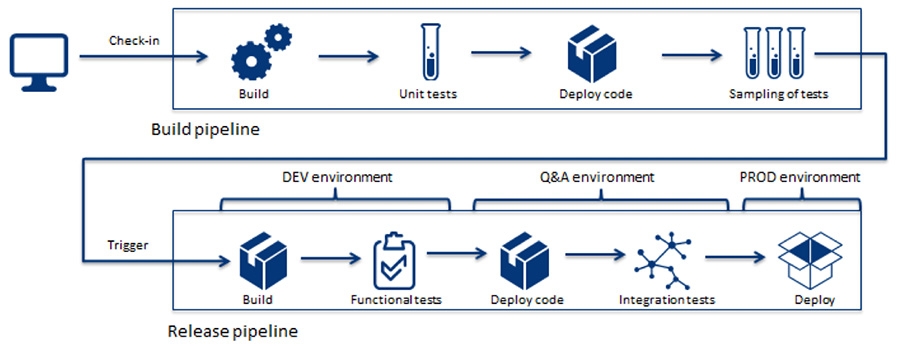 Check-in
Build
Unit tests
Deploy code
Sampling of tests
Build pipeline
DEV environment
Q&A environment
PROD environment
Trigger
Build
Functional tests
Deploy code
Integration tests
Deploy
Release pipeline